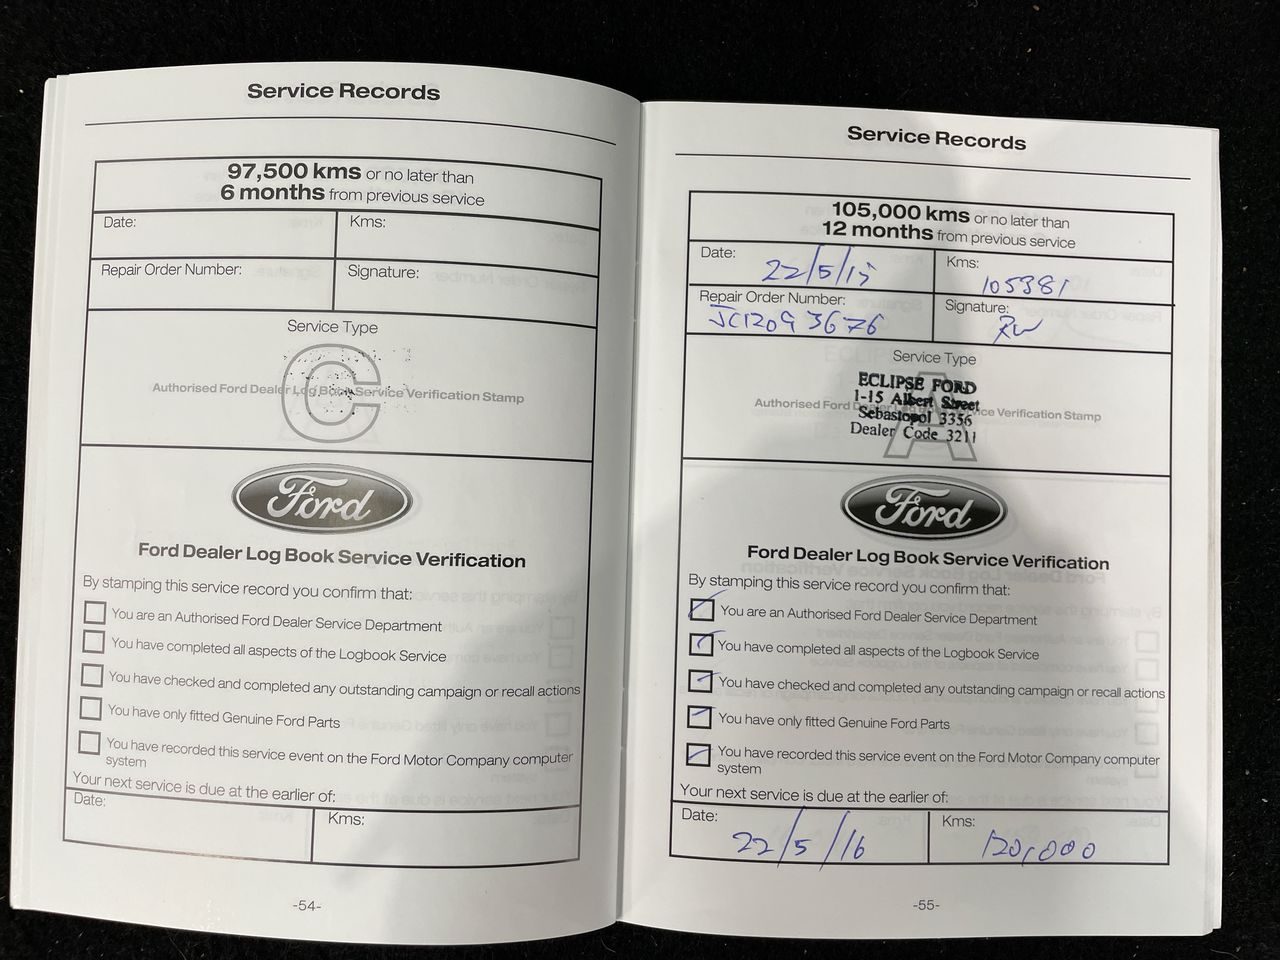 Service Records
97,500 kms or no later than
6 months from previous service
Date:
Kms:
Repair Order Number:
Signature:
Service Type
C
Authorised Ford Dealer Log Book Service Verification Stamp
Ford
Ford Dealer Log Book Service Verification
By stamping this service record you confirm that:
You are an Authorised Ford Dealer Service Department
You have completed all aspects of the Logbook Service
You have checked and completed any outstanding campaign or recall actions
You have only fitted Genuine Ford Parts
You have recorded this service event on the Ford Motor Company computer
system
Your next service is due at the earlier of:
Date:
Kms:
-54-
Service Records
105,000 kms or no later than
12 months from previous service
Date: 22/5/15
Kms: 105381
Repair Order Number:
Signature:
Service Type
A
ECLIPSE FORD
1-15 Albert Street
Authorised Ford Service Verification Stamp
Sebastopol 3356
Dealer Code 3211
Ford
Ford Dealer Log Book Service Verification
By stamping this service record you confirm that:
You are an Authorised Ford Dealer Service Department
You have completed all aspects of the Logbook Service
You have checked and completed any outstanding campaign or recall actions
You have only fitted Genuine Ford Parts
You have recorded this service event on the Ford Motor Company computer
system
Your next service is due at the earlier of:
Date: 22/5/16
Kms: 120,000
-55-